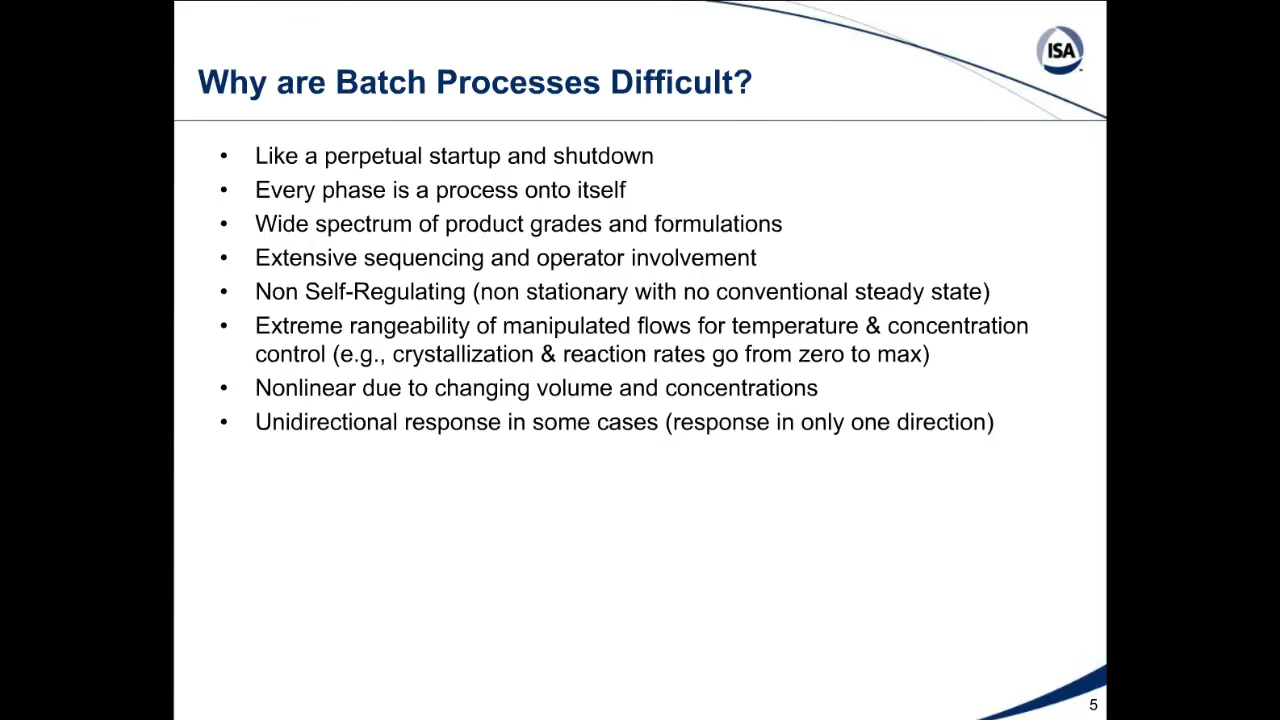 ISA
Why are Batch Processes Difficult?
• Like a perpetual startup and shutdown
• Every phase is a process onto itself
• Wide spectrum of product grades and formulations
• Extensive sequencing and operator involvement
• Non Self-Regulating (non stationary with no conventional steady state)
• Extreme rangeability of manipulated flows for temperature & concentration
control (e.g., crystallization & reaction rates go from zero to max)
• Nonlinear due to changing volume and concentrations
• Unidirectional response in some cases (response in only one direction)
5